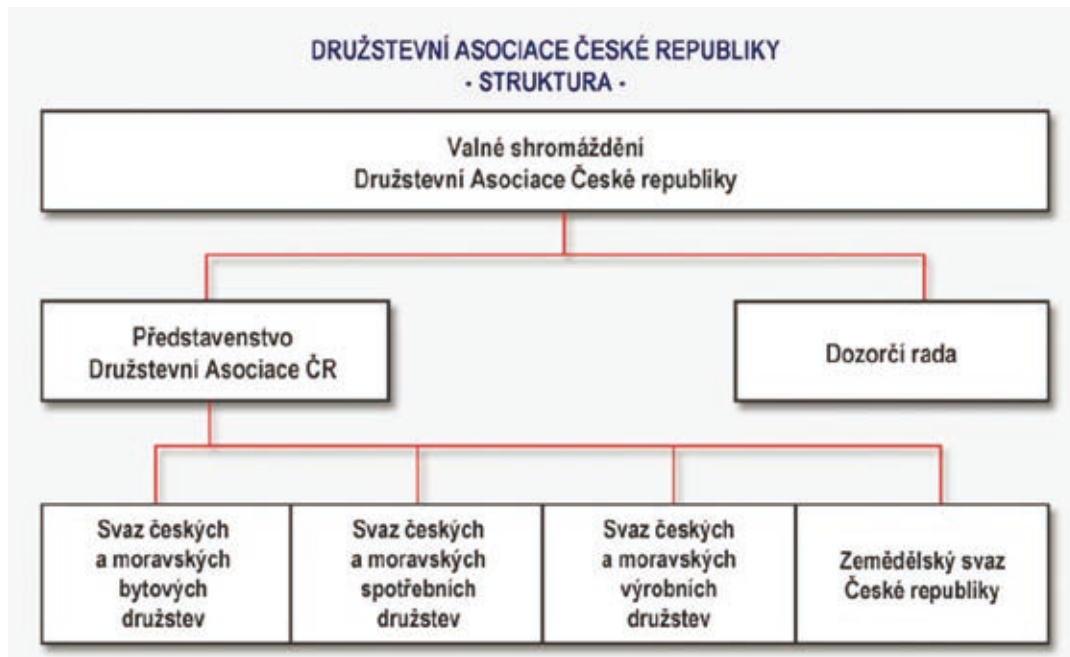 DRUŽSTEVNÍ ASOCIACE ČESKÉ REPUBLIKY
- STRUKTURA -
Valné shromáždění
Družstevní Asociace České republiky
Představenstvo
Družstevní Asociace ČR
Dozorčí rada
Svaz českých
a moravských
bytových
družstev
Svaz českých
a moravských
spotřebních
družstev
Svaz českých
a moravských
výrobních
družstev
Zemědělský svaz
České republiky